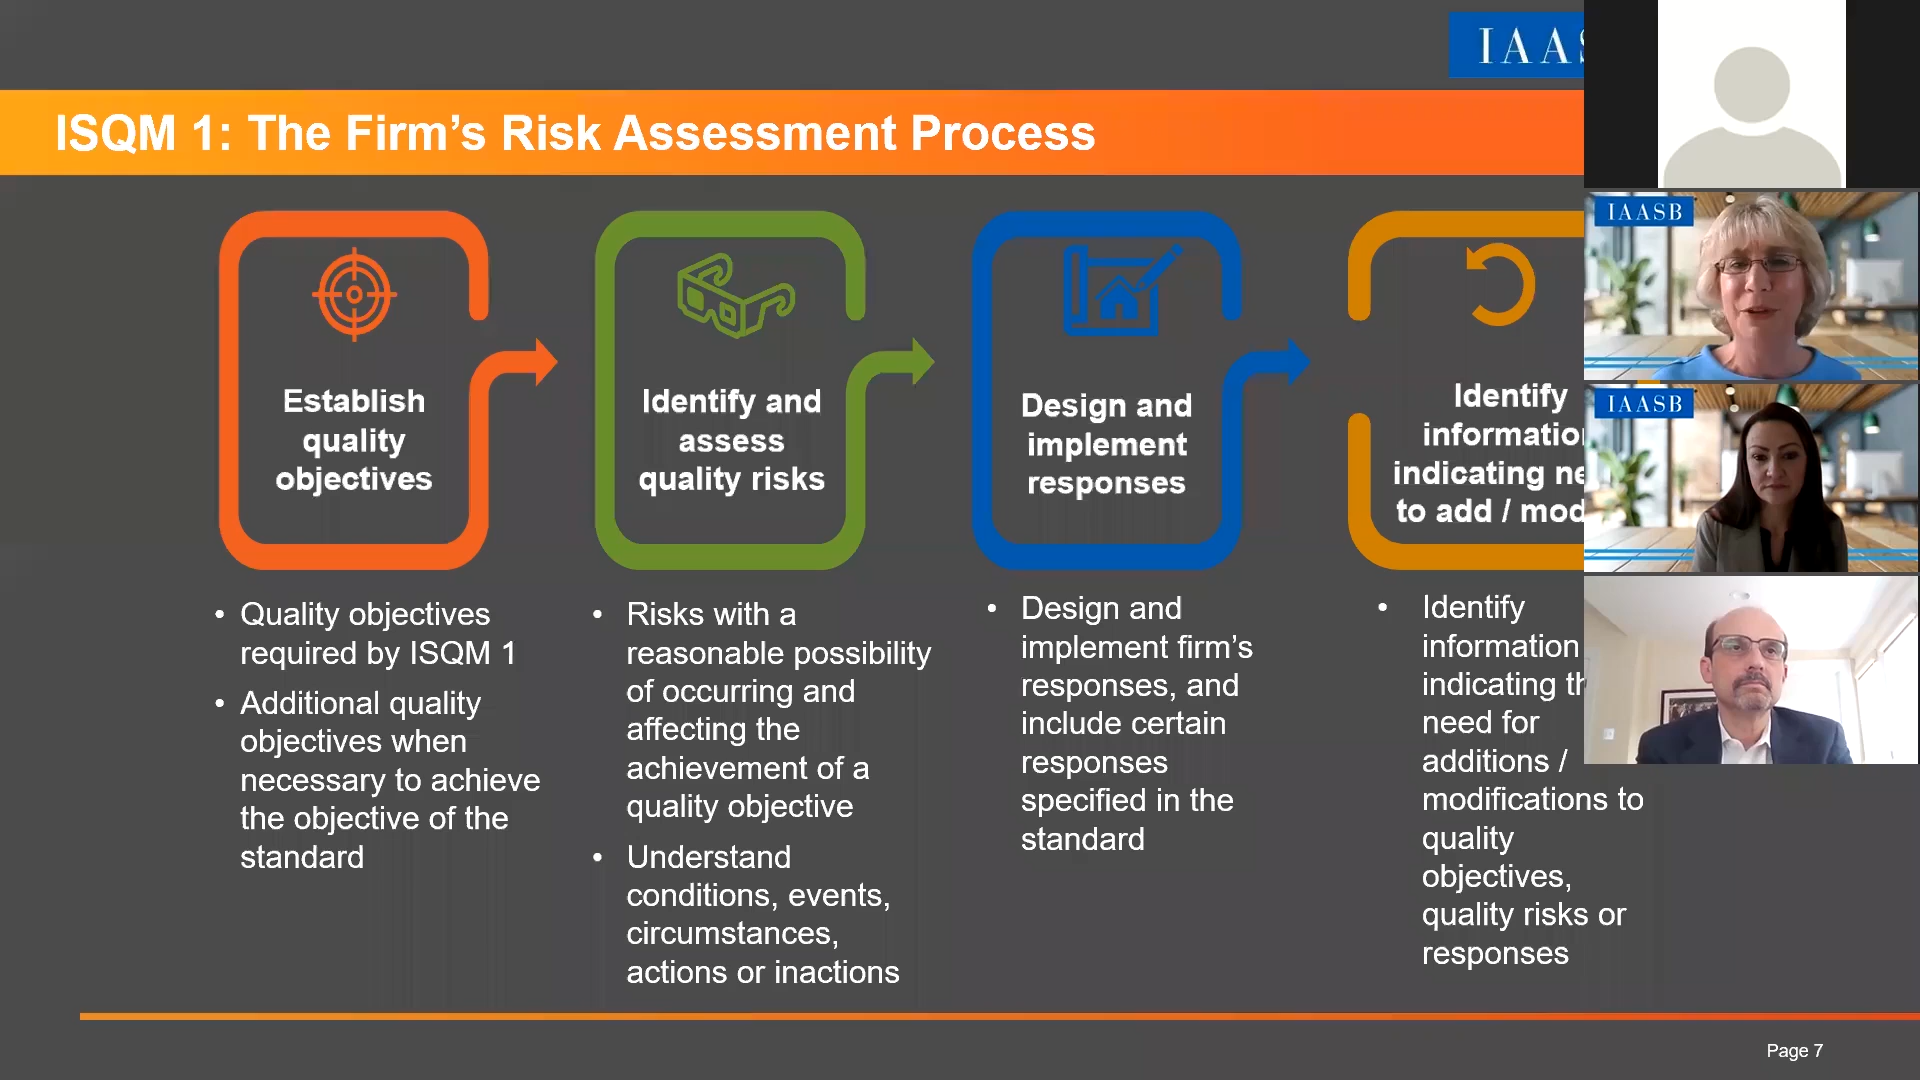 IAAS
ISQM 1: The Firm’s Risk Assessment Process
Establish
quality
objectives
• Quality objectives
required by ISQM 1
• Additional quality
objectives when
necessary to achieve
the objective of the
standard
Identify and
assess
quality risks
• Risks with a
reasonable possibility
of occurring and
affecting the
achievement of a
quality objective
• Understand
conditions, events,
circumstances,
actions or inactions
Design and
implement
responses
• Design and
implement firm’s
responses, and
include certain
responses
specified in the
standard
Identify
informatio
indicating ne
to add / mod
• Identify
information
indicating th
need for
additions /
modifications to
quality
objectives,
quality risks or
responses
IAASB
IAASB
Page 7